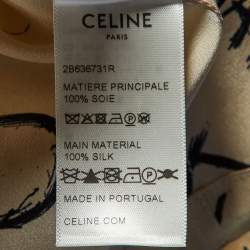 CELINE
PARIS
2B636731R
MATIERE PRINCIPALE
100% SOIE
MAIN MATERIAL
100% SILK
MADE IN PORTUGAL
CELINE.COM